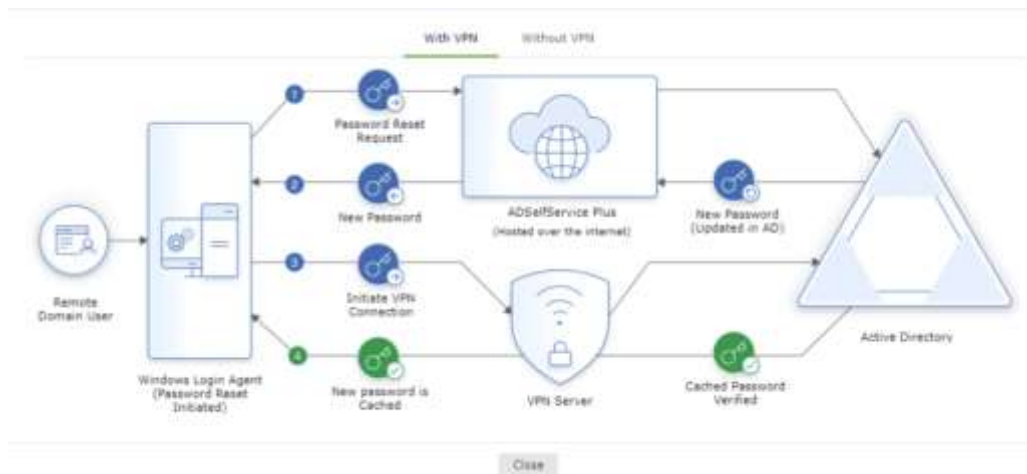 With VPN
Without VPN
1
Password Reset
Request
2
New Password
ADSelfService Plus
(Hosted over the internet)
New Password
(Updated in AD)
3
Initiate VPN
Connection
Remote
Domain User
Active Directory
4
Windows Login Agent
(Password Reset
Initiated)
New password is
Cached
VPN Server
Cached Password
Verified
Close